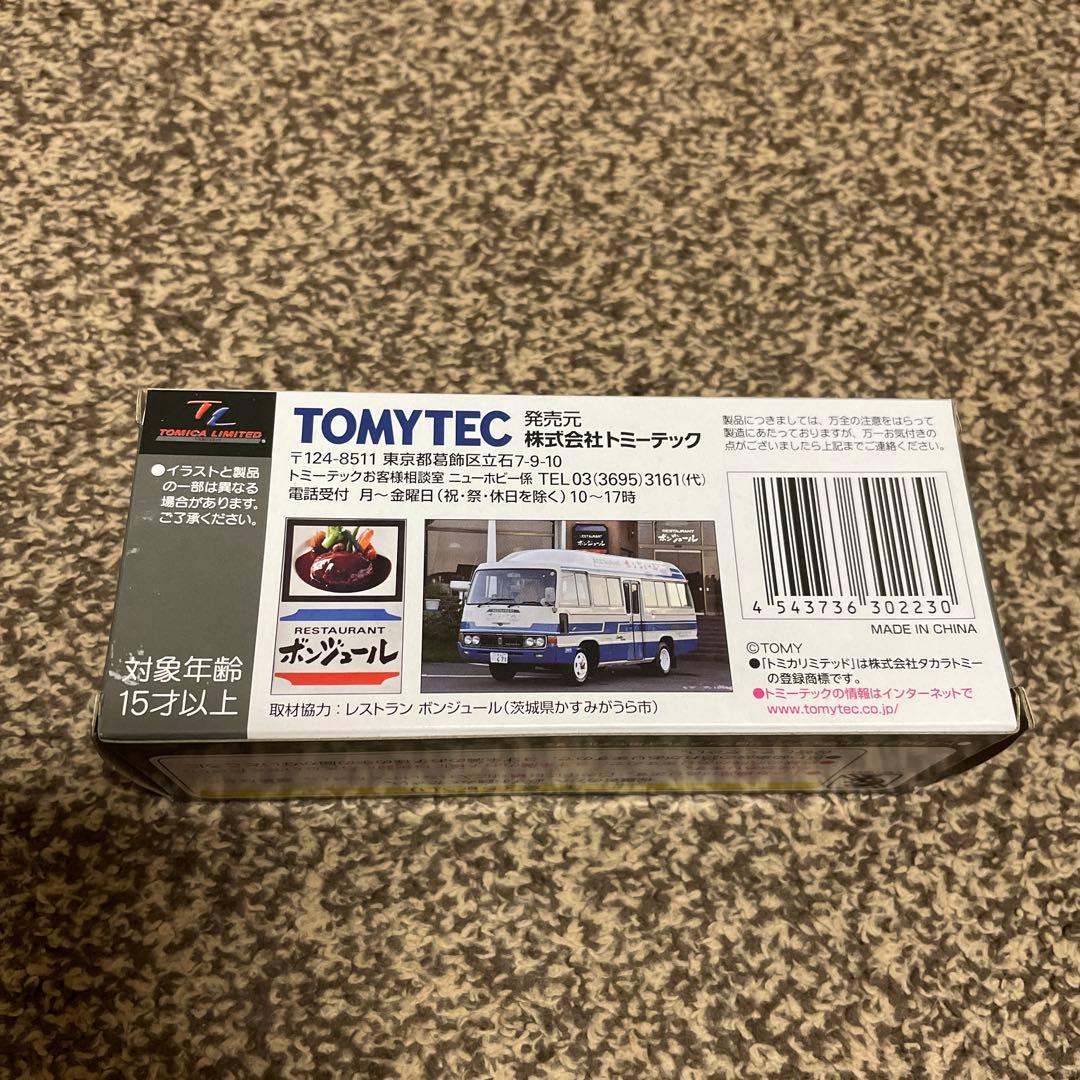 TL
TOMICA LIMITED
●イラストと製品
の一部は異なる
場合があります。
ご了承ください。
対象年齢
15才以上
TOMYTEC 発売元
株式会社トミーテック
〒124-8511 東京都葛飾区立石7-9-10
トミーテックお客様相談室 ニューホビー係 TEL 03(3695)3161(代)
電話受付 月〜金曜日(祝・祭・休日を除く)10〜17時
RESTAURANT
ボンジュール
RESTAURANT
ボンジュール
取材協力：レストラン ボンジュール(茨城県かすみがうら市)
製品につきましては、万全の注意をはらって
製造にあたっておりますが、万一お気付きの
点がございましたら上記までご連絡ください。
4 543736 302230
MADE IN CHINA
©TOMY
●「トミカリミテッド」は株式会社タカラトミー
の登録商標です。
●トミーテックの情報はインターネットで
www.tomytec.co.jp/